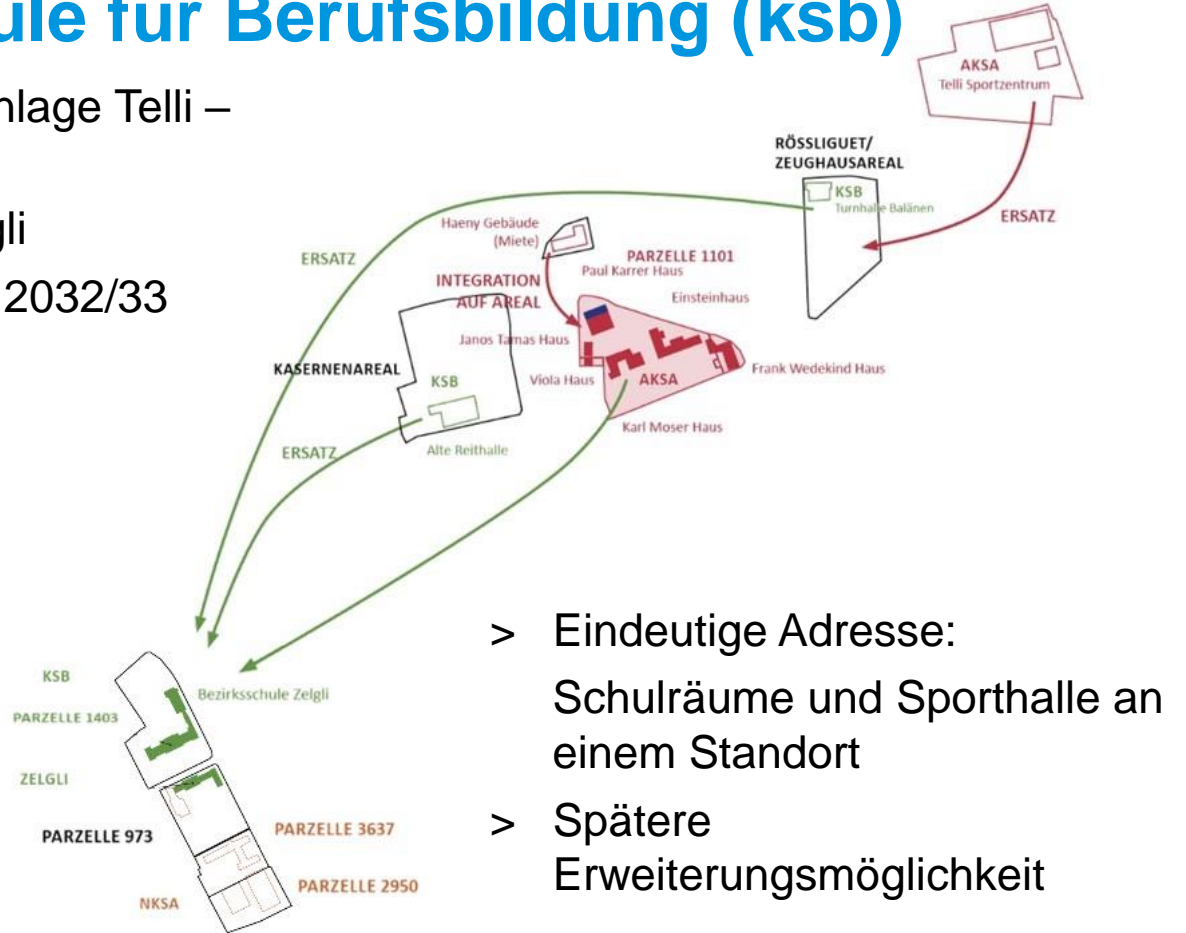 ule für Berufsbildung (ksb)
nlage Telli –
gli
2032/33
AKSA
Telli Sportzentrum
RÖSSLIGUET/
ZEUGHAUSAREAL
KSB
Turnhalle Balänen
ERSATZ
Haeny Gebäude
(Miete)
ERSATZ
PARZELLE 1101
Paul Karrer Haus
INTEGRATION
AUF AREAL
Einsteinhaus
Janos Tamas Haus
KASERNENAREAL
KSB
Viola Haus
AKSA
Frank Wedekind Haus
Karl Moser Haus
ERSATZ
Alte Reithalle
KSB
Bezirksschule Zelgli
PARZELLE 1403
ZELGLI
PARZELLE 973
PARZELLE 3637
PARZELLE 2950
NKSA
> Eindeutige Adresse:
Schulräume und Sporthalle an
einem Standort
> Spätere
Erweiterungsmöglichkeit